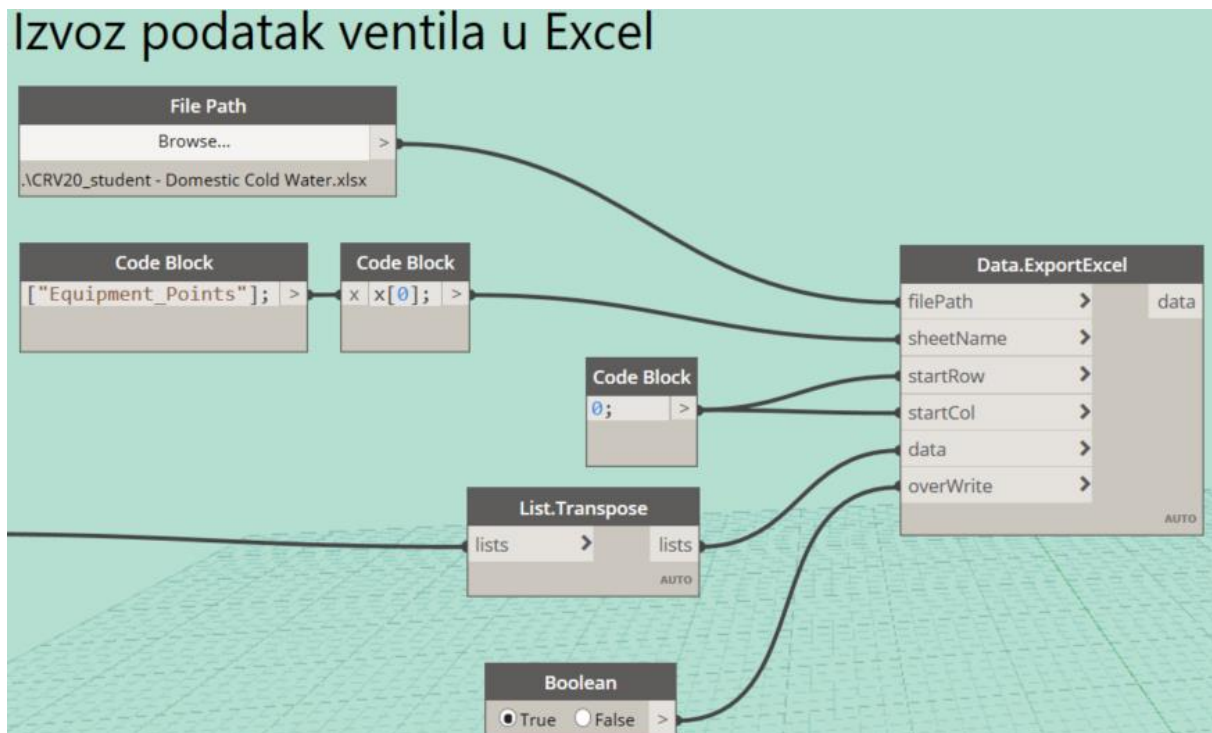 Izvoz podatak ventila u Excel
File Path
Browse... >
.\CRV20_student - Domestic Cold Water.xlsx
Code Block
["Equipment_Points"]; >
Code Block
x x[0]; >
Code Block
0; >
List.Transpose
lists > lists
AUTO
Boolean
True False >
Data.ExportExcel
filePath > data
sheetName >
startRow >
startCol >
data >
overWrite >
AUTO